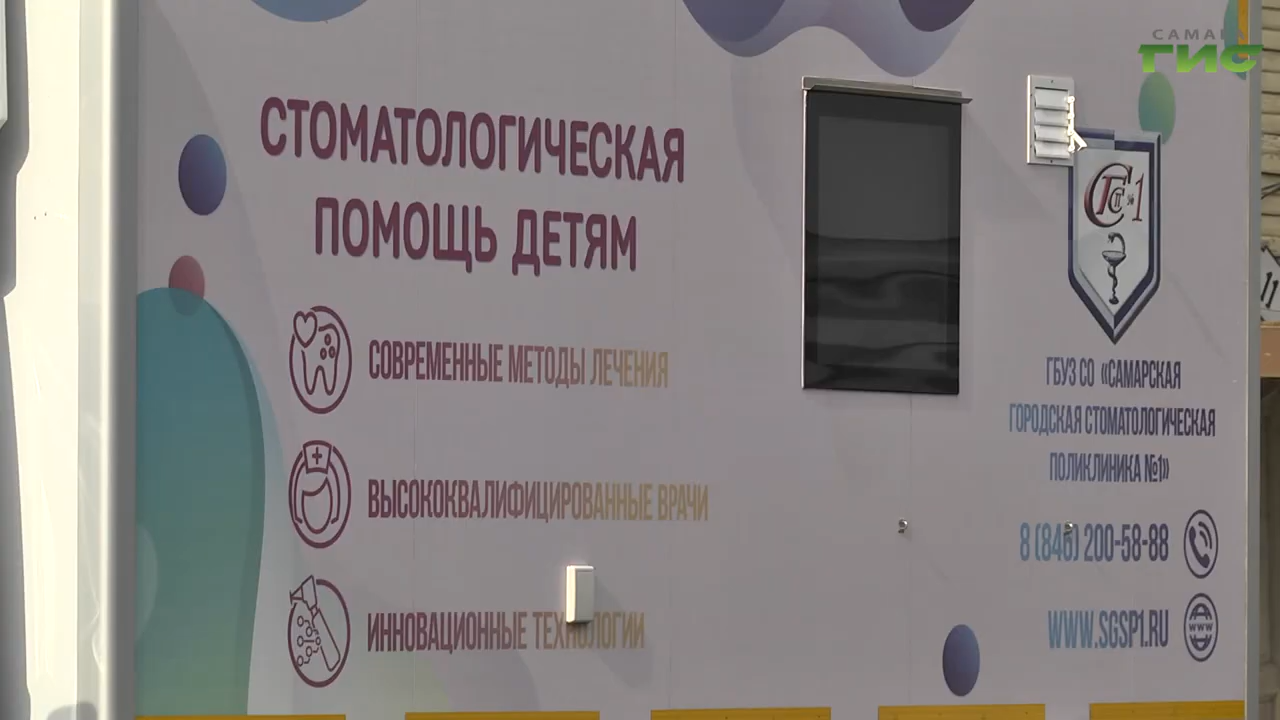 САМАРА
ГИС
СТОМАТОЛОГИЧЕСКАЯ
ПОМОЩЬ ДЕТЯМ
СОВРЕМЕННЫЕ МЕТОДЫ ЛЕЧЕНИЯ
ВЫСОКОКВАЛИФИЦИРОВАННЫЕ ВРАЧИ
ИННОВАЦИОННЫЕ ТЕХНОЛОГИИ
ГБУЗ СО «САМАРСКАЯ
ГОРОДСКАЯ СТОМАТОЛОГИЧЕСКАЯ
ПОЛИКЛИНИКА №1»
8 (846) 200-58-88
WWW.SGSP1.RU
WWW